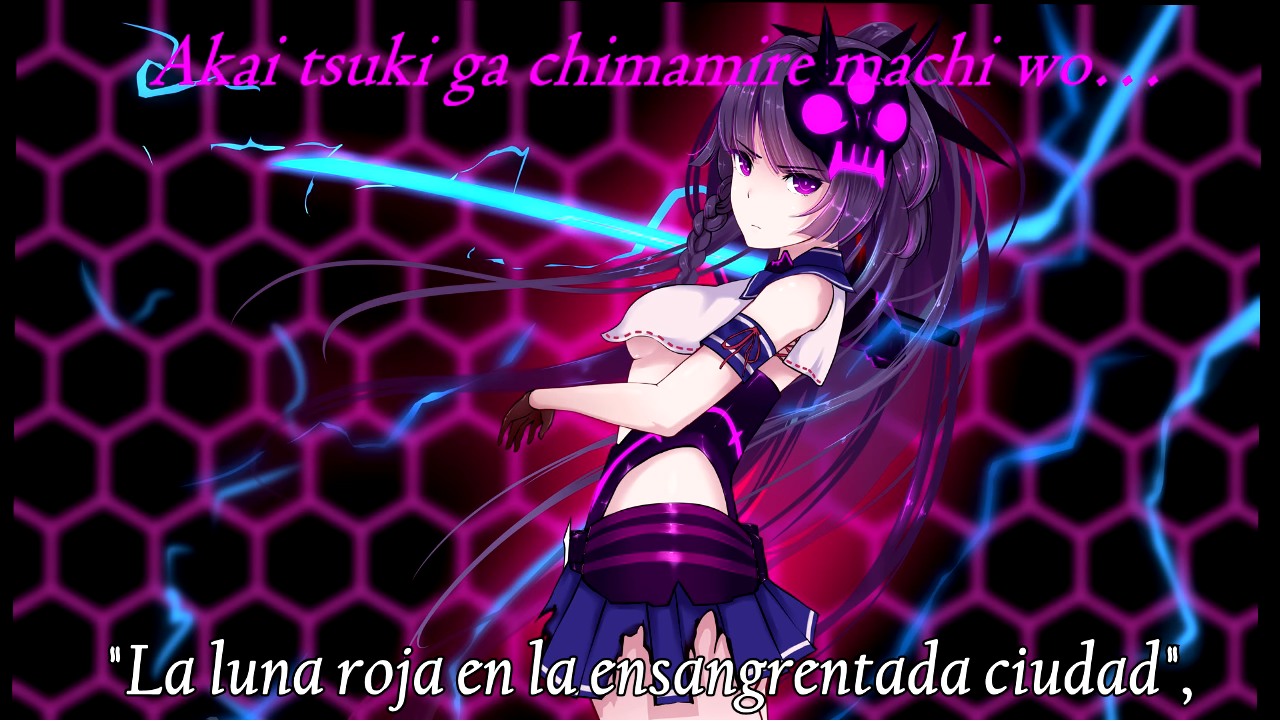 Akai tsuki ga chimamire machi wo...
"La luna roja en la ensangrentada ciudad",